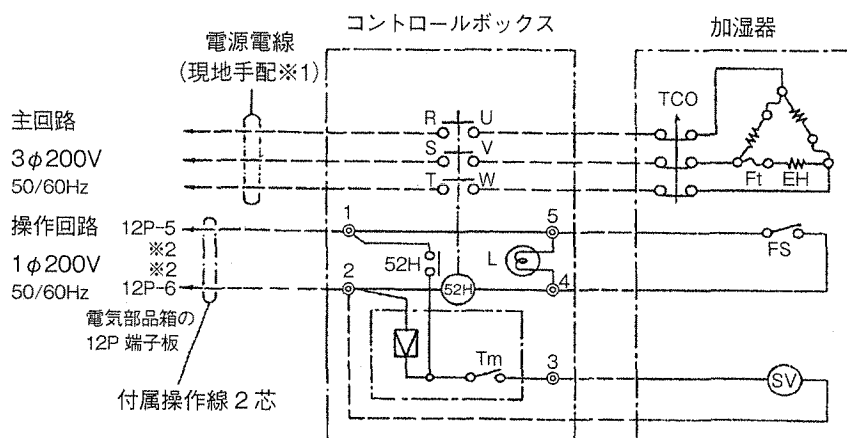 コントロールボックス
加湿器
電源電線
(現地手配※1)
主回路
3φ200V
50/60Hz
R U
S V
T W
TCO
Ft EH
操作回路
1φ200V
50/60Hz
12P-5
※2
※2
12P-6
1
2
5
4
3
52H
L
52H
FS
電気部品箱の
12P 端子板
Tm
SV
付属操作線2芯